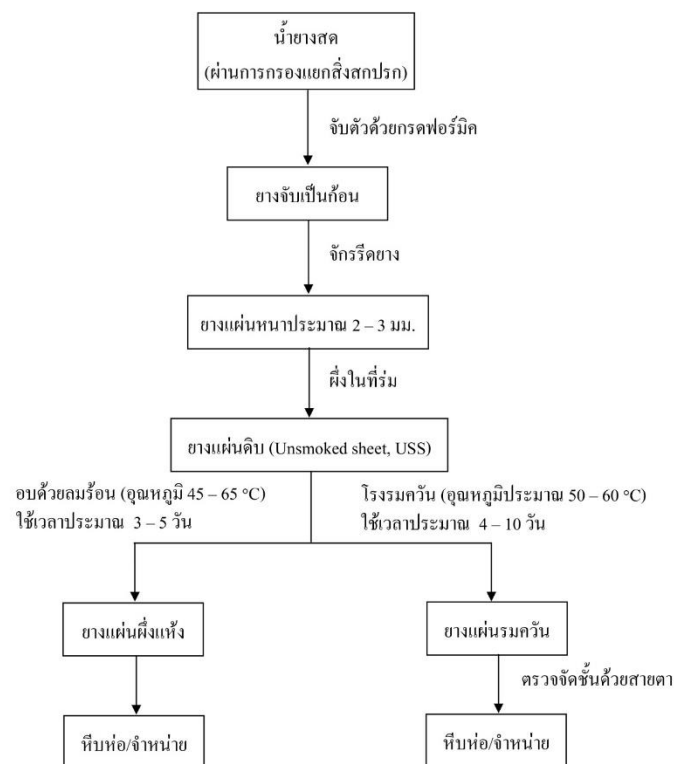 น้ำยางสด
(ผ่านการกรองแยกสิ่งสกปรก)
จับตัวด้วยกรดฟอร์มิค
ยางจับเป็นก้อน
จักรรีดยาง
ยางแผ่นหนาประมาณ 2 – 3 มม.
ผึ่งในที่ร่ม
ยางแผ่นดิบ (Unsmoked sheet, USS)
อบด้วยลมร้อน (อุณหภูมิ 45 – 65 °C)
ใช้เวลาประมาณ 3 – 5 วัน
โรงรมควัน (อุณหภูมิประมาณ 50 – 60 °C)
ใช้เวลาประมาณ 4 – 10 วัน
ยางแผ่นผึ่งแห้ง
ยางแผ่นรมควัน
ตรวจจัดชั้นด้วยสายตา
หีบห่อ/จำหน่าย
หีบห่อ/จำหน่าย